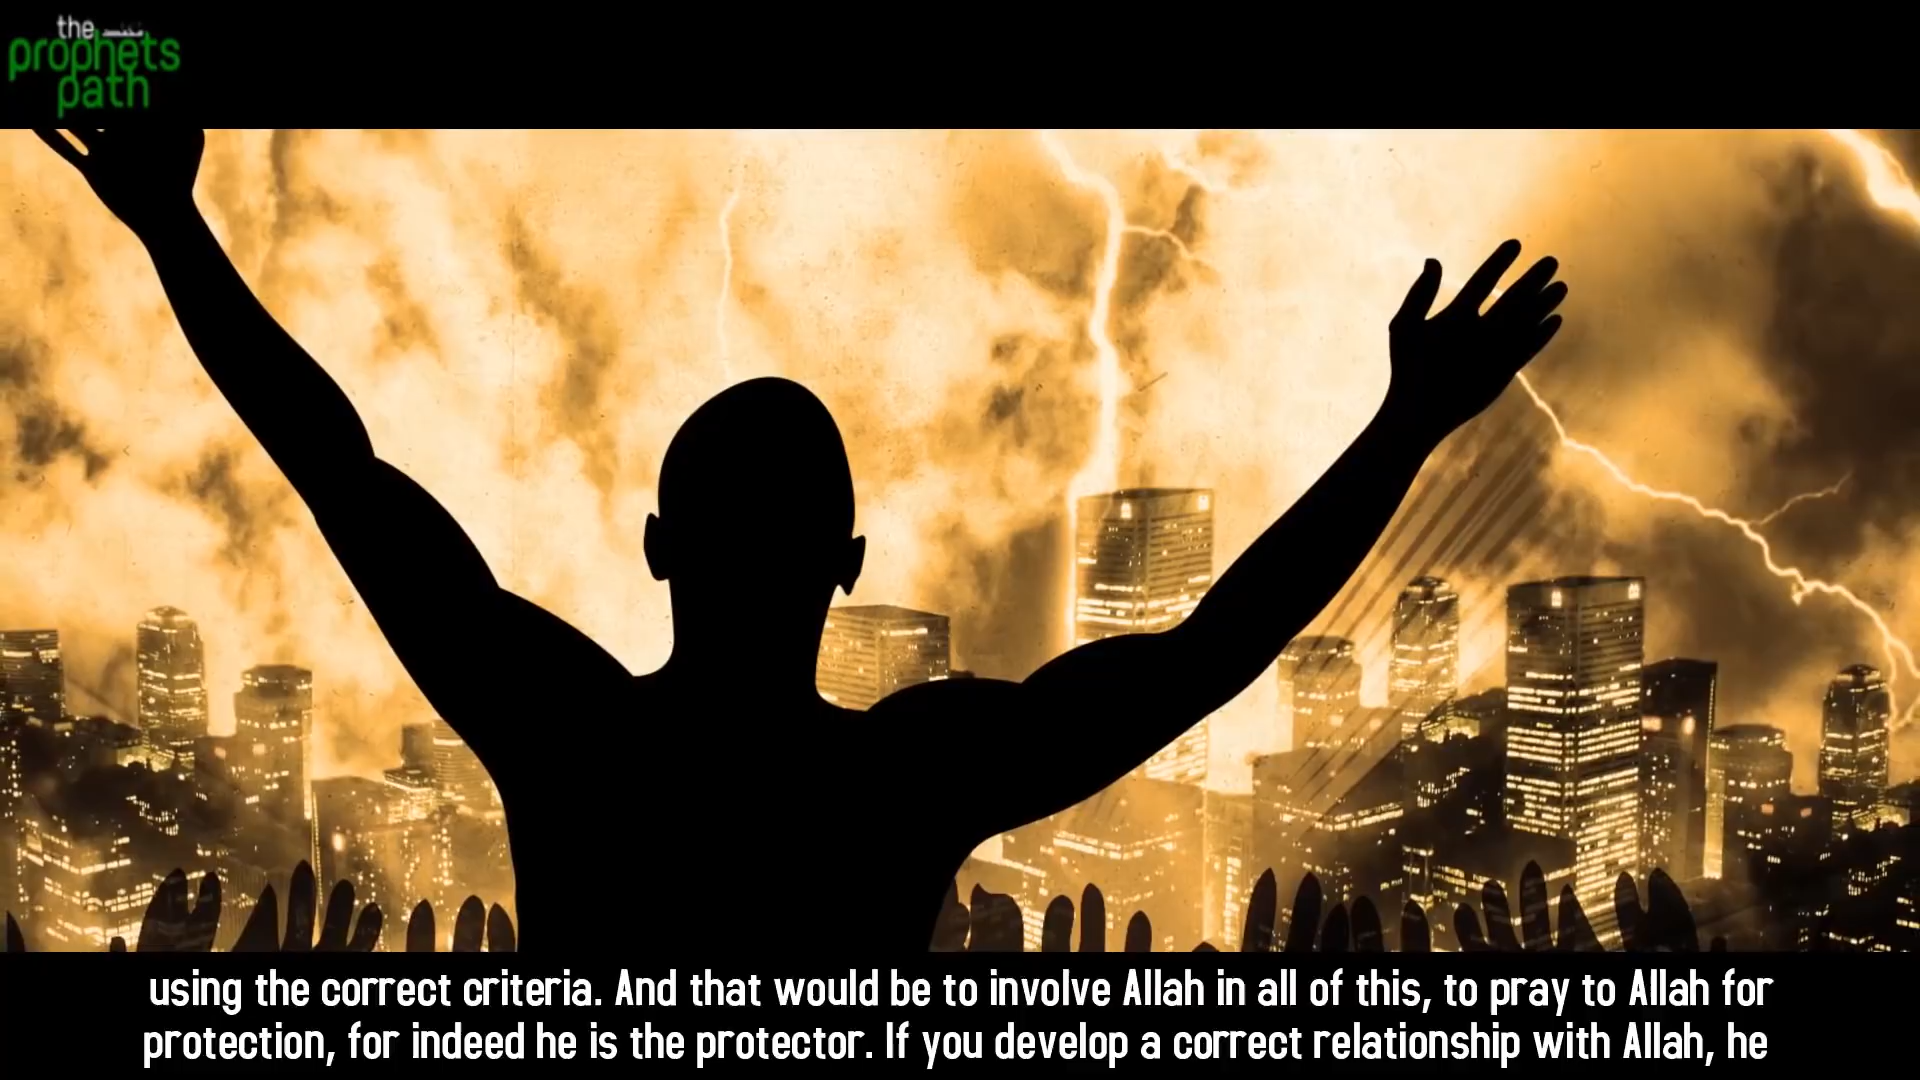 the
prophets
path
using the correct criteria. And that would be to involve Allah in all of this, to pray to Allah for
protection, for indeed he is the protector. If you develop a correct relationship with Allah, he